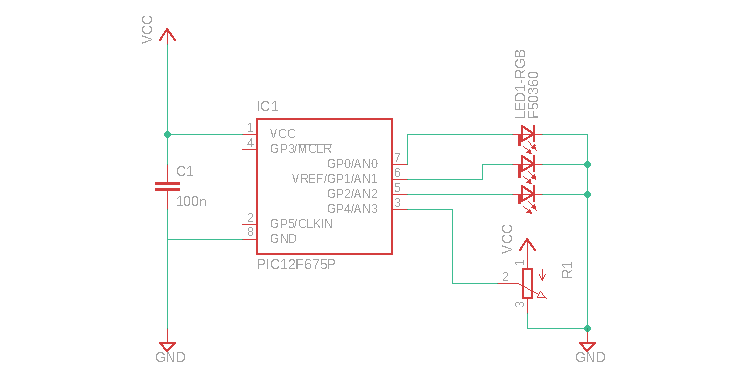 VCC
IC1
1
VCC
4
GP3/MCLR
GP0/AN0
7
VREF/GP1/AN1
6
GP2/AN2
5
GP4/AN3
3
2
GP5/CLKIN
8
GND
PIC12F675P
C1
100n
LED1-RGB
F50360
VCC
1
2
3
R1
GND
GND